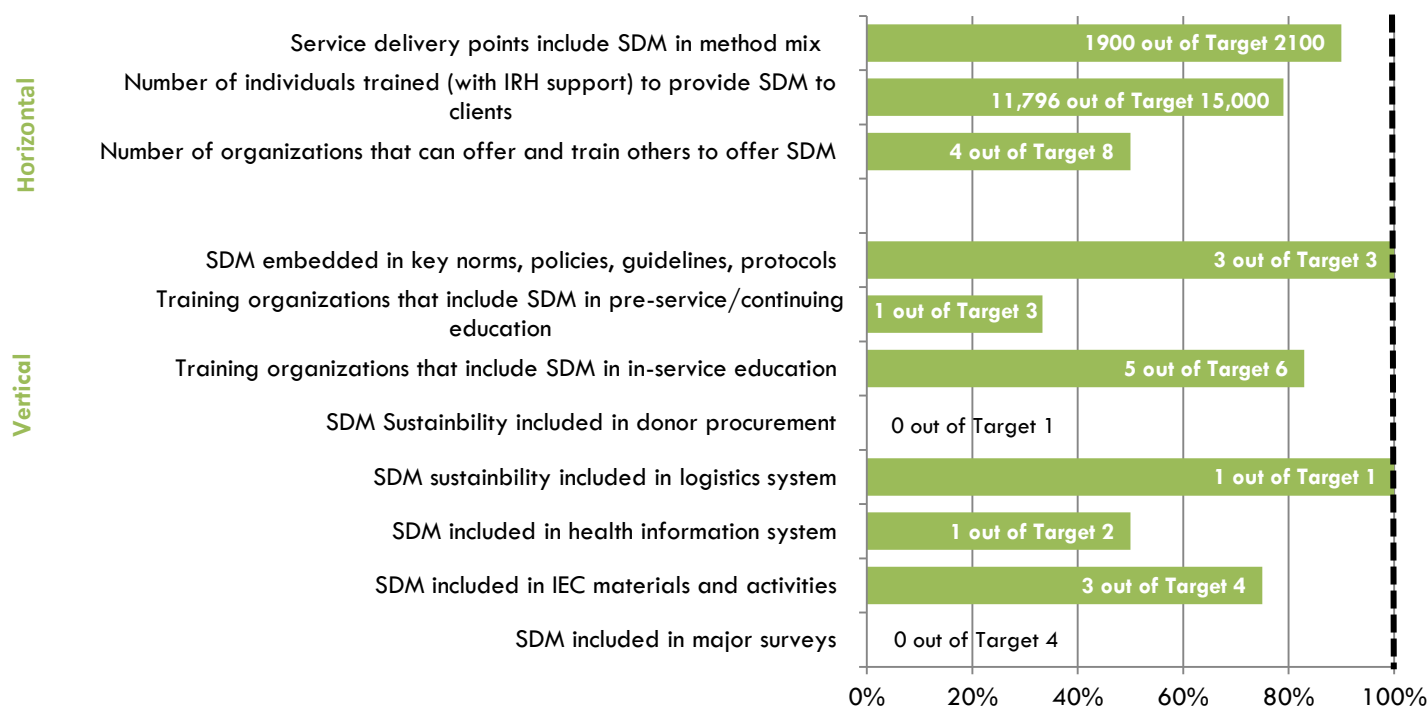 Horizontal
Service delivery points include SDM in method mix
1900 out of Target 2100
Number of individuals trained (with IRH support) to provide SDM to
clients
11,796 out of Target 15,000
Number of organizations that can offer and train others to offer SDM
4 out of Target 8
Vertical
SDM embedded in key norms, policies, guidelines, protocols
3 out of Target 3
Training organizations that include SDM in pre-service/continuing
education
1 out of Target 3
Training organizations that include SDM in in-service education
5 out of Target 6
SDM Sustainbility included in donor procurement
0 out of Target 1
SDM sustainbility included in logistics system
1 out of Target 1
SDM included in health information system
1 out of Target 2
SDM included in IEC materials and activities
3 out of Target 4
SDM included in major surveys
0 out of Target 4
0% 20% 40% 60% 80% 100%